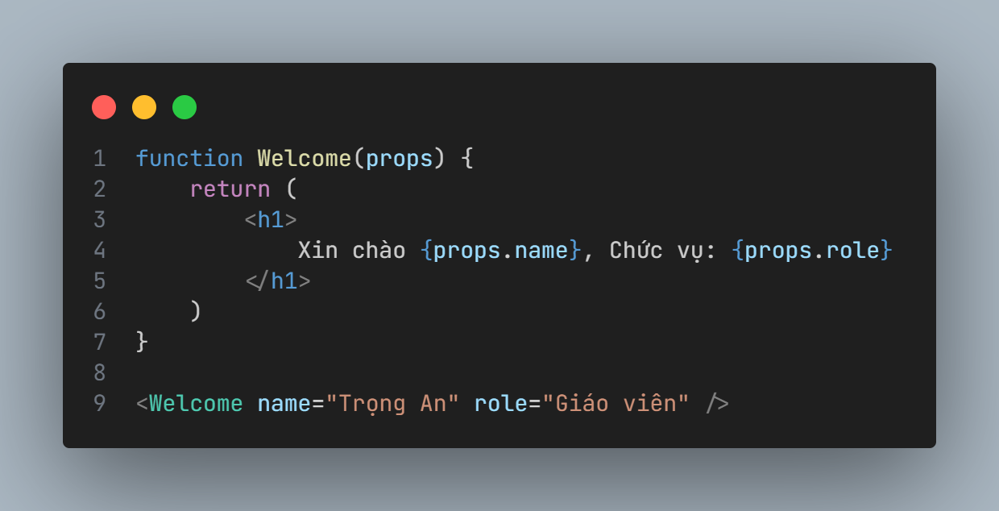 1 function Welcome(props) {
2     return (
3         <h1>
4             Xin chào {props.name}, Chức vụ: {props.role}
5         </h1>
6     )
7 }
8
9 <Welcome name="Trọng An" role="Giáo viên" />